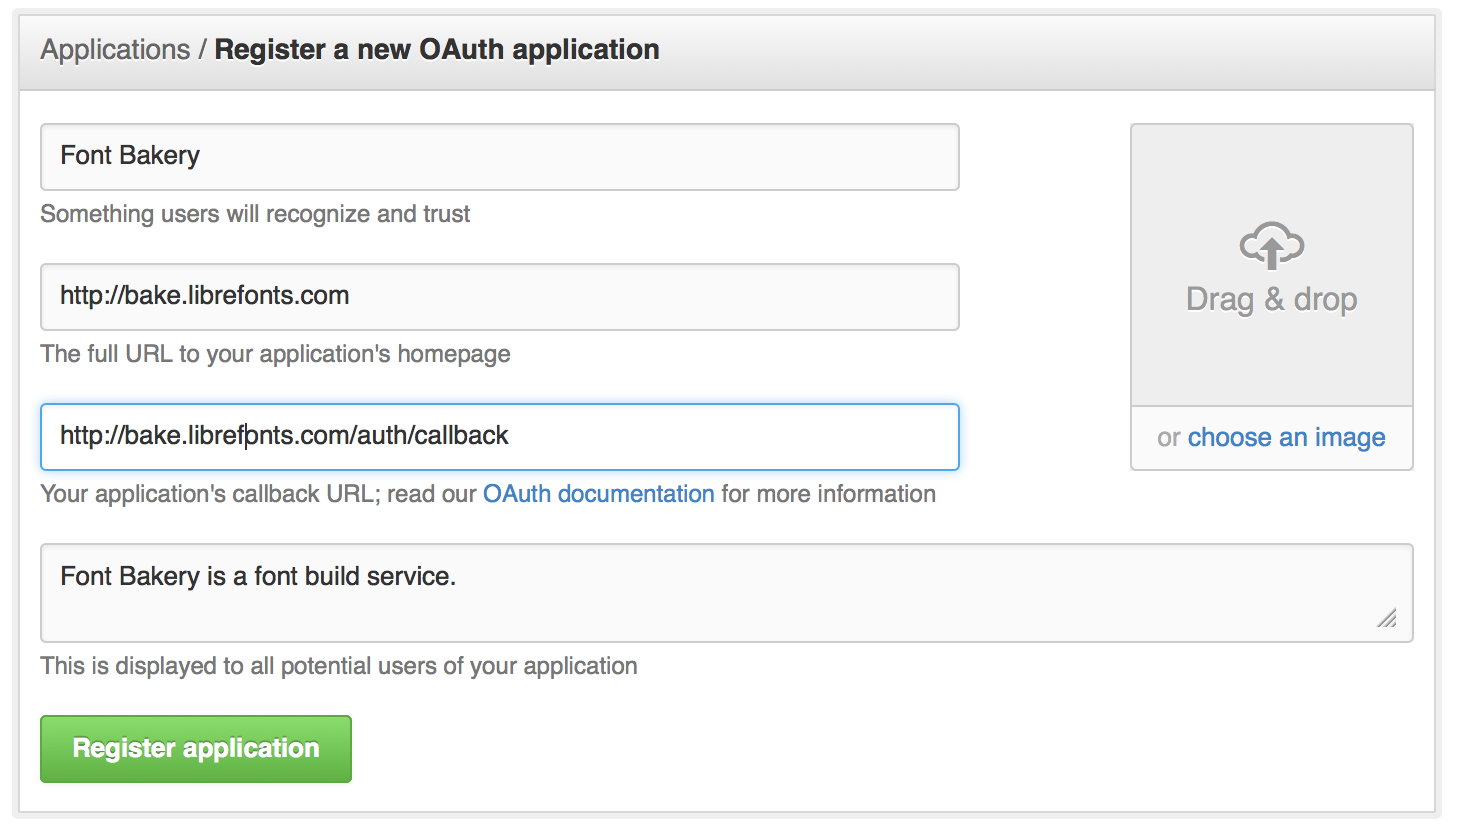 Applications / Register a new OAuth application
Font Bakery
Something users will recognize and trust
http://bake.librefonts.com
The full URL to your application's homepage
http://bake.librefonts.com/auth/callback
Your application's callback URL; read our OAuth documentation for more information
Drag & drop
or choose an image
Font Bakery is a font build service.
This is displayed to all potential users of your application
Register application